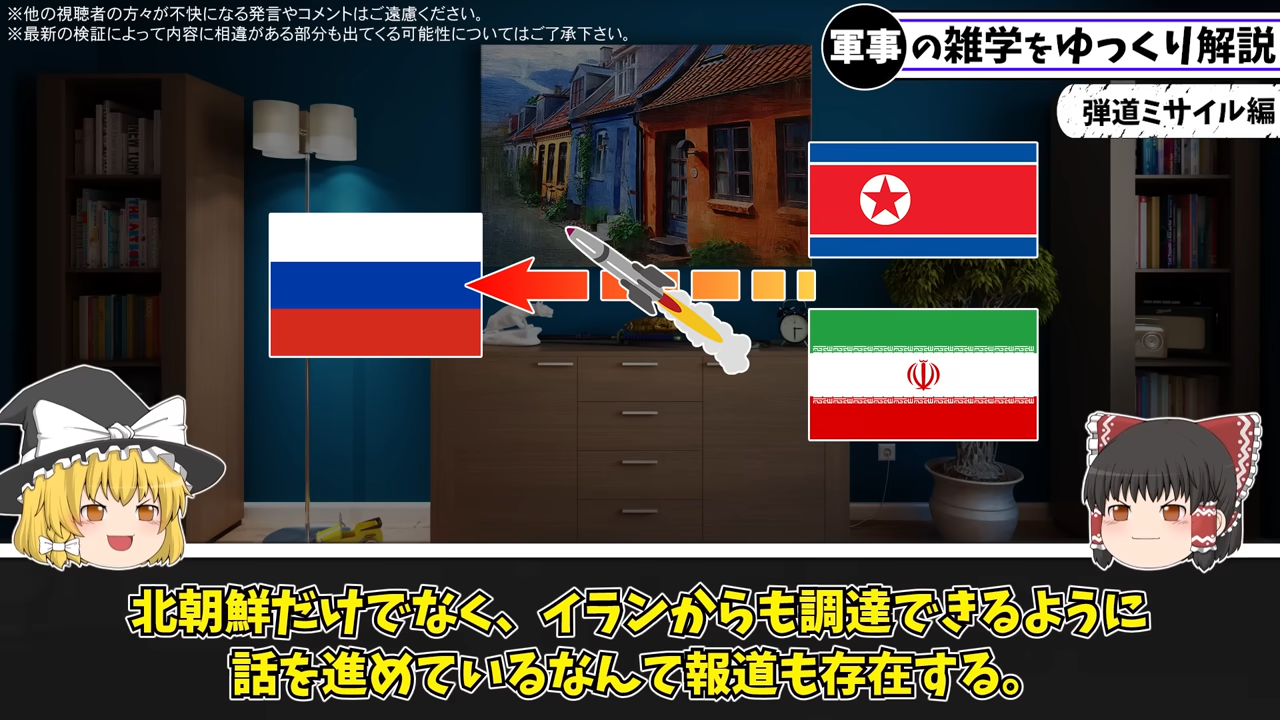 ※他の視聴者の方々が不快になる発言やコメントはご遠慮ください。
※最新の検証によって内容に相違がある部分も出てくる可能性についてはご了承下さい。
軍事の雑学をゆっくり解説
弾道ミサイル編
北朝鮮だけでなく、イランからも調達できるように
話を進めているなんて報道も存在する。